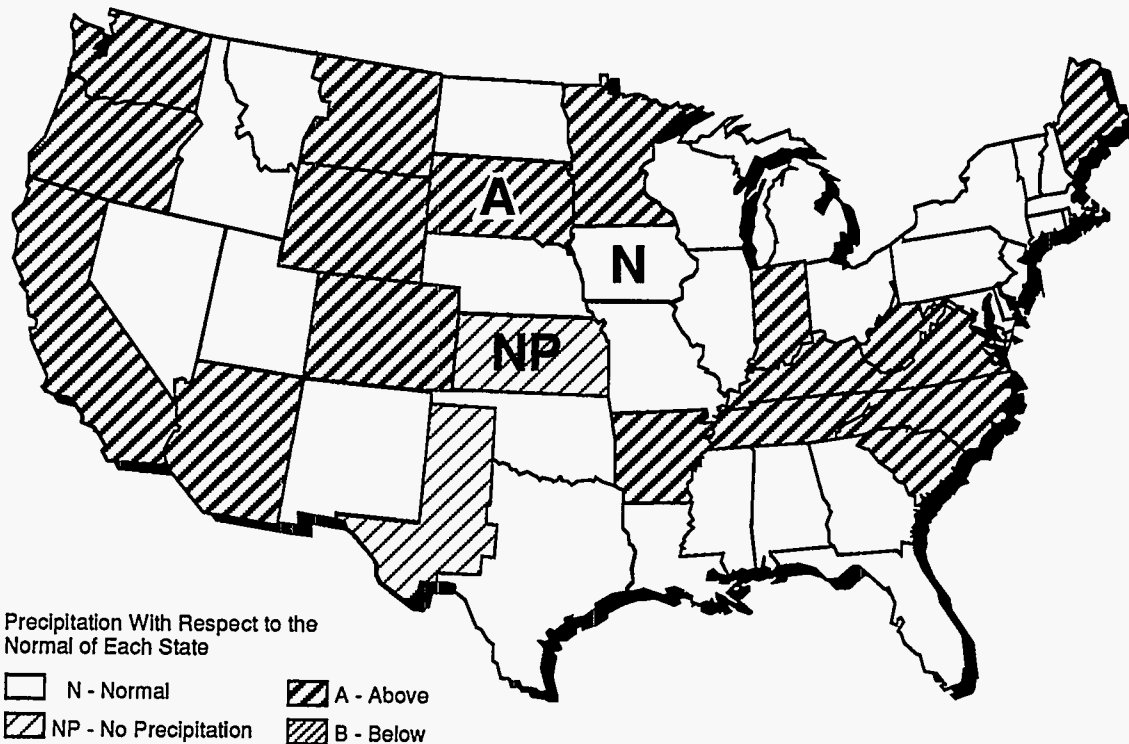 A
N
NP
Precipitation With Respect to the
Normal of Each State
N - Normal
A - Above
NP - No Precipitation
B - Below